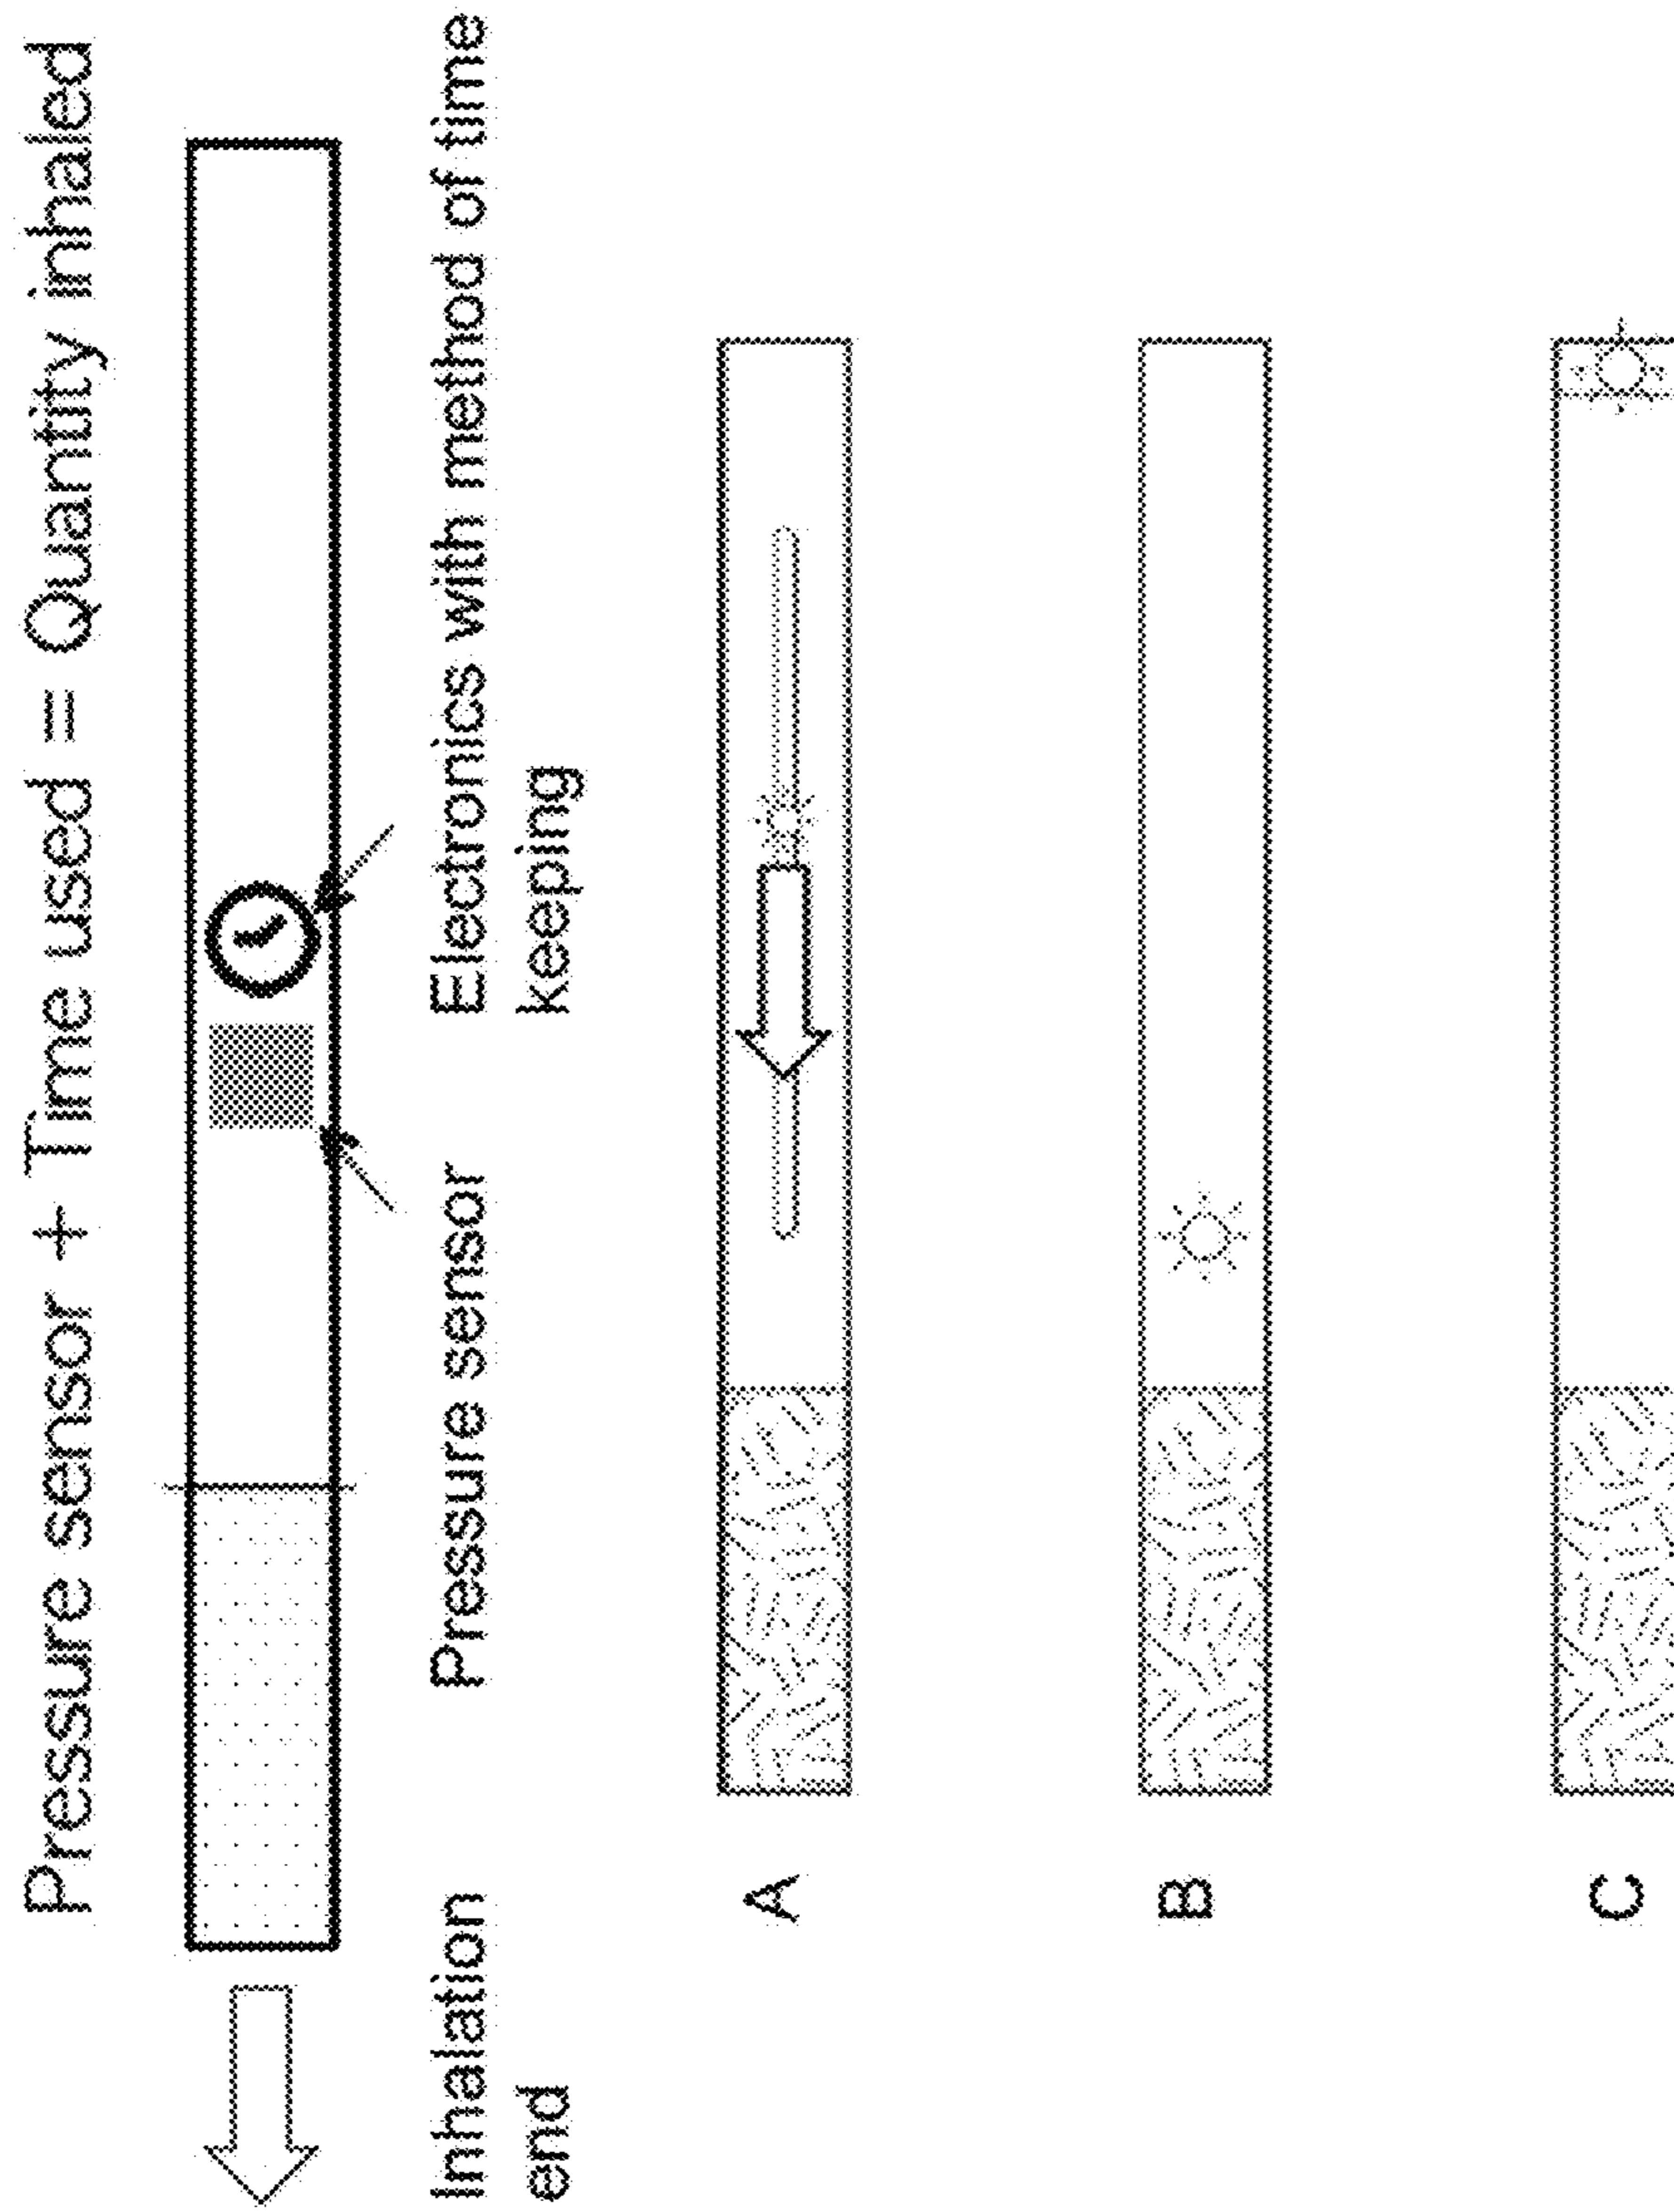 Pressure sensor + Time used = Quantity inhaled
Inhalation
end
Pressure sensor
Electronics with method of time
keeping
A
B
C